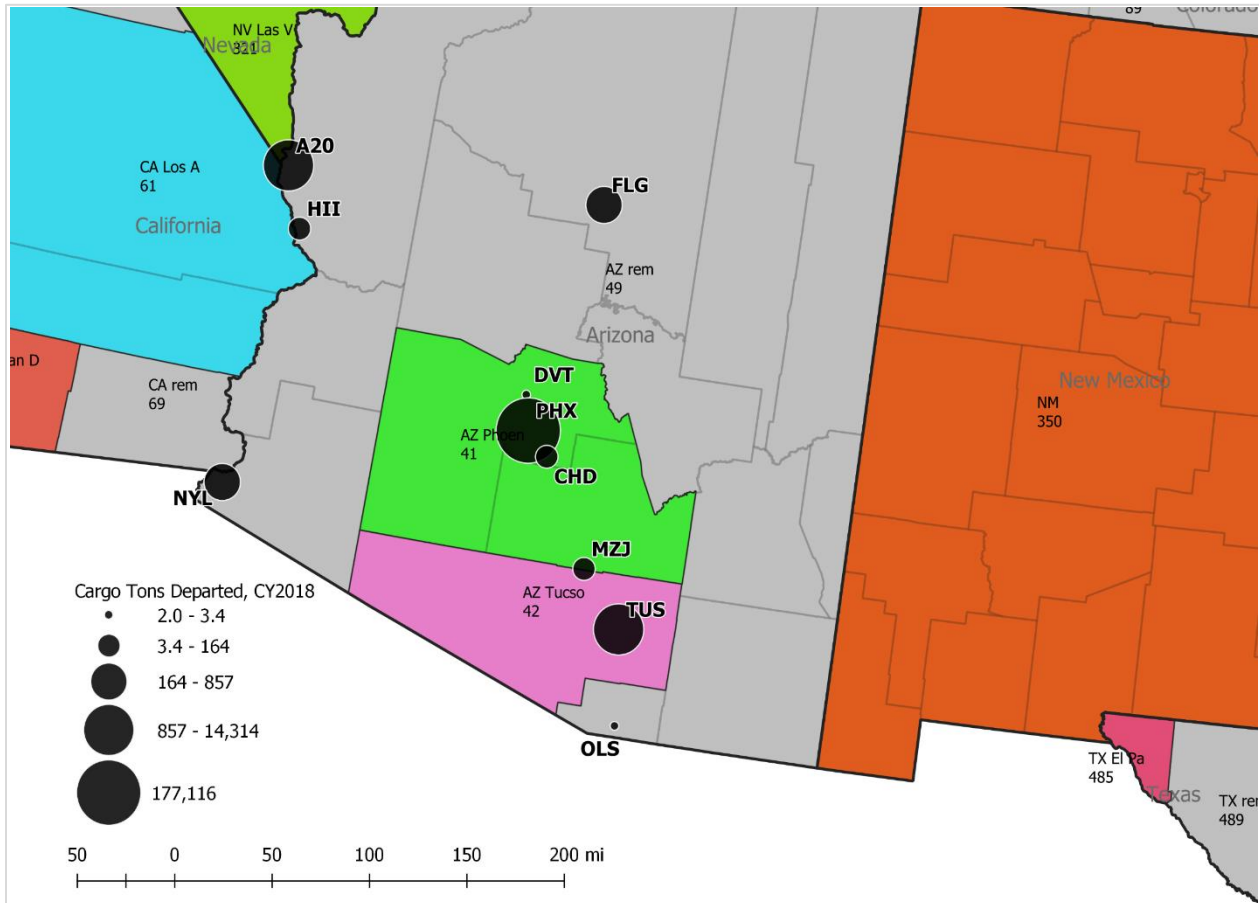 89
Colorado
NV Las V
Nevada
321
A20
CA Los A
61
HII
California
FLG
AZ rem
49
Arizona
an D
CA rem
69
DVT
PHX
AZ Phoen
41
CHD
New Mexico
NM
350
NYL
MZJ
AZ Tucso
42
TUS
OLS
TX El Pa
485
Texas
TX rem
489
Cargo Tons Departed, CY2018
2.0 - 3.4
3.4 - 164
164 - 857
857 - 14,314
177,116
50 0 50 100 150 200 mi